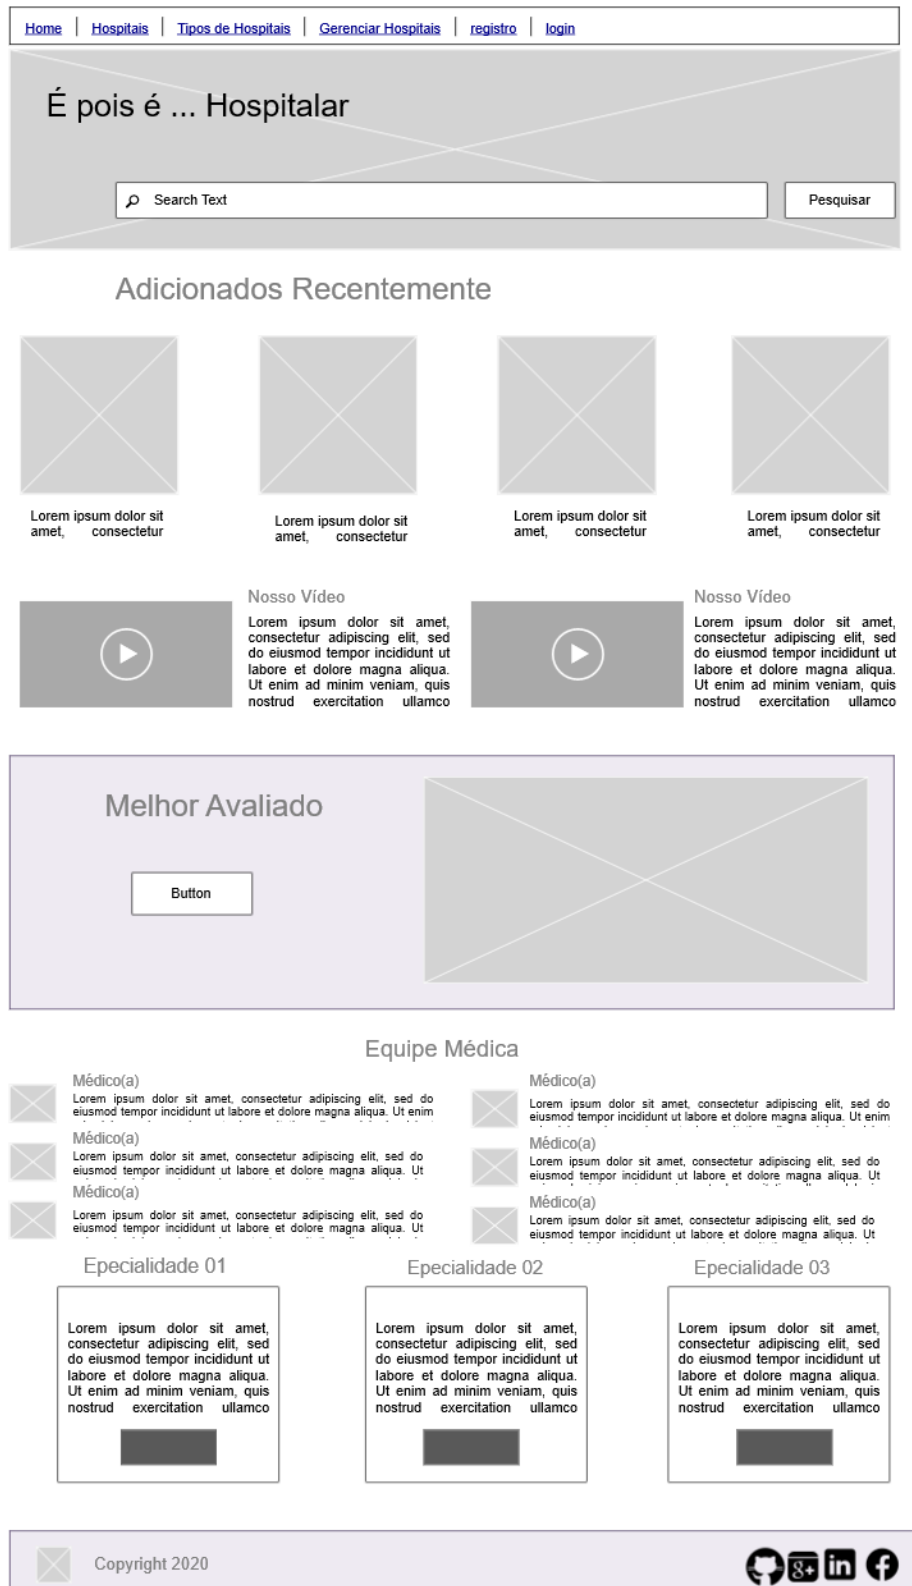 Home | Hospitais | Tipos de Hospitais | Gerenciar Hospitais | registro | login
É pois é ... Hospitalar
Search Text
Pesquisar
Adicionados Recentemente
Lorem ipsum dolor sit
amet, consectetur
Lorem ipsum dolor sit
amet, consectetur
Lorem ipsum dolor sit
amet, consectetur
Lorem ipsum dolor sit
amet, consectetur
Nosso Vídeo
Lorem ipsum dolor sit amet,
consectetur adipiscing elit, sed
do eiusmod tempor incididunt ut
labore et dolore magna aliqua.
Ut enim ad minim veniam, quis
nostrud exercitation ullamco
Nosso Vídeo
Lorem ipsum dolor sit amet,
consectetur adipiscing elit, sed
do eiusmod tempor incididunt ut
labore et dolore magna aliqua.
Ut enim ad minim veniam, quis
nostrud exercitation ullamco
Melhor Avaliado
Button
Equipe Médica
Médico(a)
Lorem ipsum dolor sit amet, consectetur adipiscing elit, sed do
eiusmod tempor incididunt ut labore et dolore magna aliqua. Ut enim
Médico(a)
Lorem ipsum dolor sit amet, consectetur adipiscing elit, sed do
eiusmod tempor incididunt ut labore et dolore magna aliqua. Ut
Médico(a)
Lorem ipsum dolor sit amet, consectetur adipiscing elit, sed do
eiusmod tempor incididunt ut labore et dolore magna aliqua. Ut
Médico(a)
Lorem ipsum dolor sit amet, consectetur adipiscing elit, sed do
eiusmod tempor incididunt ut labore et dolore magna aliqua. Ut enim
Médico(a)
Lorem ipsum dolor sit amet, consectetur adipiscing elit, sed do
eiusmod tempor incididunt ut labore et dolore magna aliqua. Ut
Médico(a)
Lorem ipsum dolor sit amet, consectetur adipiscing elit, sed do
eiusmod tempor incididunt ut labore et dolore magna aliqua. Ut
Epecialidade 01
Lorem ipsum dolor sit amet,
consectetur adipiscing elit, sed
do eiusmod tempor incididunt ut
labore et dolore magna aliqua.
Ut enim ad minim veniam, quis
nostrud exercitation ullamco
Epecialidade 02
Lorem ipsum dolor sit amet,
consectetur adipiscing elit, sed
do eiusmod tempor incididunt ut
labore et dolore magna aliqua.
Ut enim ad minim veniam, quis
nostrud exercitation ullamco
Epecialidade 03
Lorem ipsum dolor sit amet,
consectetur adipiscing elit, sed
do eiusmod tempor incididunt ut
labore et dolore magna aliqua.
Ut enim ad minim veniam, quis
nostrud exercitation ullamco
Copyright 2020